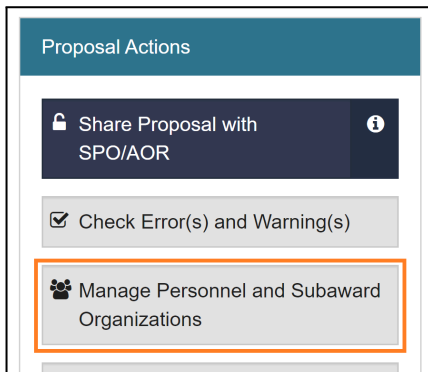 Proposal Actions
Share Proposal with
SPO/AOR
Check Error(s) and Warning(s)
Manage Personnel and Subaward
Organizations